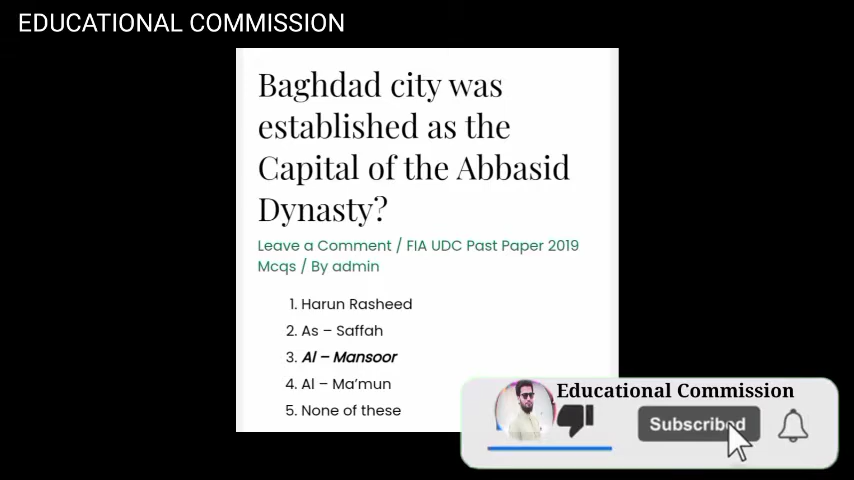 EDUCATIONAL COMMISSION
Baghdad city was
established as the
Capital of the Abbasid
Dynasty?
Leave a Comment / FIA UDC Past Paper 2019
Mcqs / By admin
1. Harun Rasheed
2. As – Saffah
3. Al – Mansoor
4. Al – Ma’mun
5. None of these
Educational Commission
Subscribed